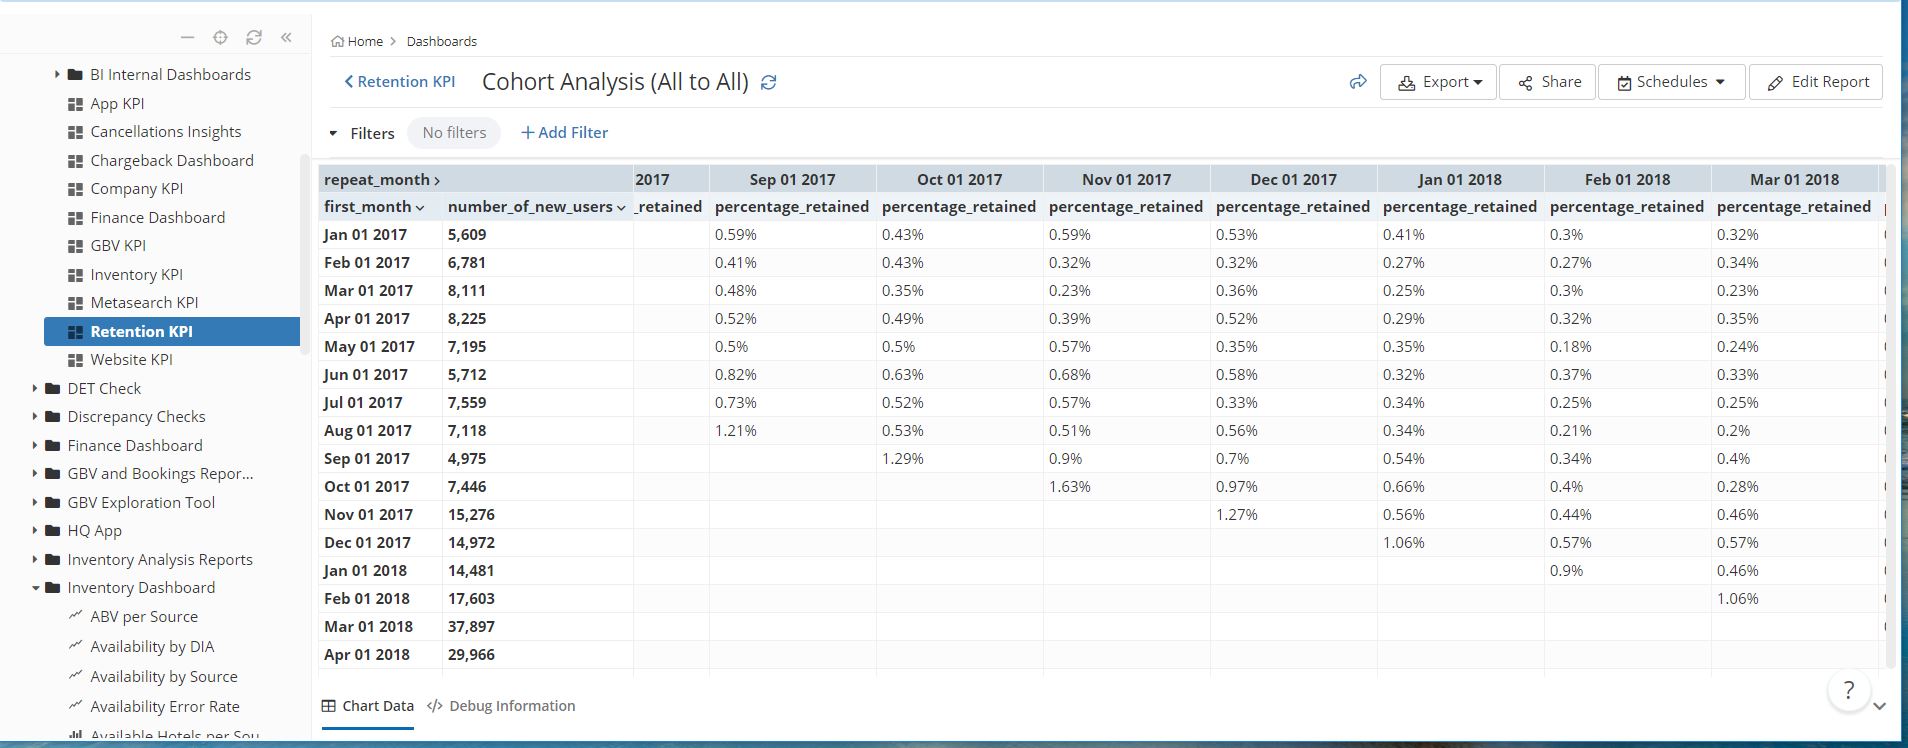 BI Internal Dashboards
App KPI
Cancellations Insights
Chargeback Dashboard
Company KPI
Finance Dashboard
GBV KPI
Inventory KPI
Metasearch KPI
Retention KPI
Website KPI
DET Check
Discrepancy Checks
Finance Dashboard
GBV and Bookings Repor...
GBV Exploration Tool
HQ App
Inventory Analysis Reports
Inventory Dashboard
ABV per Source
Availability by DIA
Availability by Source
Availability Error Rate
Available Hotels per Sou
Home > Dashboards
Retention KPI Cohort Analysis (All to All) Export Share Schedules Edit Report
Filters No filters + Add Filter
repeat_month 2017 Sep 01 2017 Oct 01 2017 Nov 01 2017 Dec 01 2017 Jan 01 2018 Feb 01 2018 Mar 01 2018
first_month number_of_new_users _retained percentage_retained percentage_retained percentage_retained percentage_retained percentage_retained percentage_retained percentage_retained
Jan 01 2017 5,609 0.59% 0.43% 0.59% 0.53% 0.41% 0.3% 0.32%
Feb 01 2017 6,781 0.41% 0.43% 0.32% 0.32% 0.27% 0.27% 0.34%
Mar 01 2017 8,111 0.48% 0.35% 0.23% 0.36% 0.25% 0.3% 0.23%
Apr 01 2017 8,225 0.52% 0.49% 0.39% 0.52% 0.29% 0.32% 0.35%
May 01 2017 7,195 0.5% 0.5% 0.57% 0.35% 0.35% 0.18% 0.24%
Jun 01 2017 5,712 0.82% 0.63% 0.68% 0.58% 0.32% 0.37% 0.33%
Jul 01 2017 7,559 0.73% 0.52% 0.57% 0.33% 0.34% 0.25% 0.25%
Aug 01 2017 7,118 1.21% 0.53% 0.51% 0.56% 0.34% 0.21% 0.2%
Sep 01 2017 4,975 1.29% 0.9% 0.7% 0.54% 0.34% 0.4%
Oct 01 2017 7,446 1.63% 0.97% 0.66% 0.4% 0.28%
Nov 01 2017 15,276 1.27% 0.56% 0.44% 0.46%
Dec 01 2017 14,972 1.06% 0.57% 0.57%
Jan 01 2018 14,481 0.9% 0.46%
Feb 01 2018 17,603 1.06%
Mar 01 2018 37,897
Apr 01 2018 29,966
Chart Data </> Debug Information
?